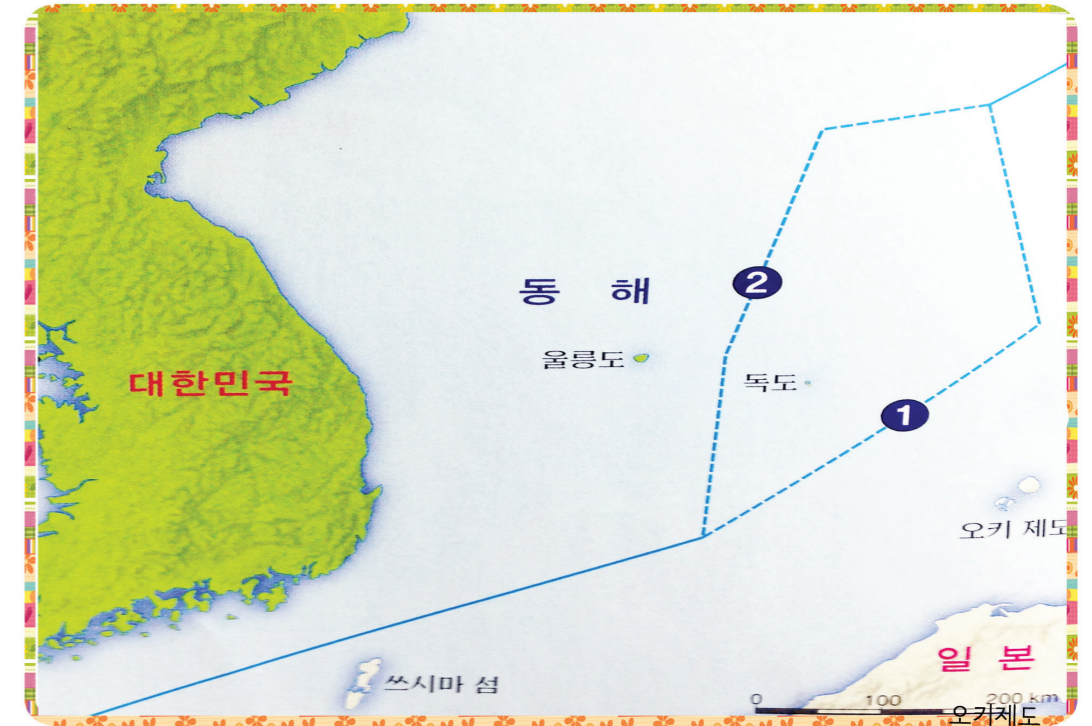 동 해
2
울릉도
대한민국
독도
1
오키 제도
쓰시마 섬
일 본
0 100 200 km
오키제도